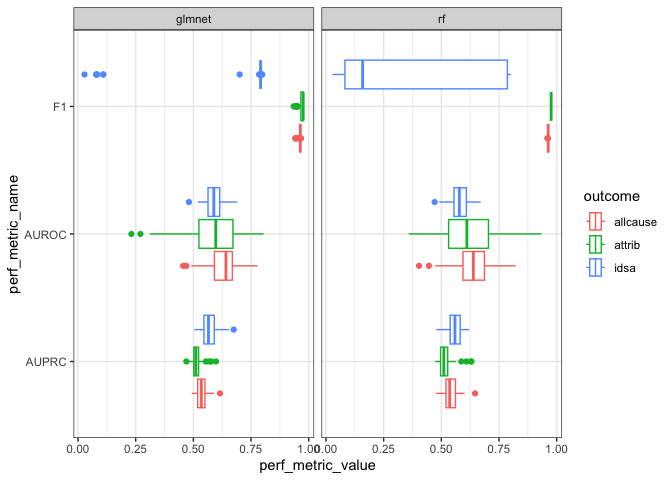 glmnet rf
F1
AUROC
AUPRC
perf_metric_name
0.00 0.25 0.50 0.75 1.00 0.00 0.25 0.50 0.75 1.00
perf_metric_value
outcome
allcause
attrib
idsa